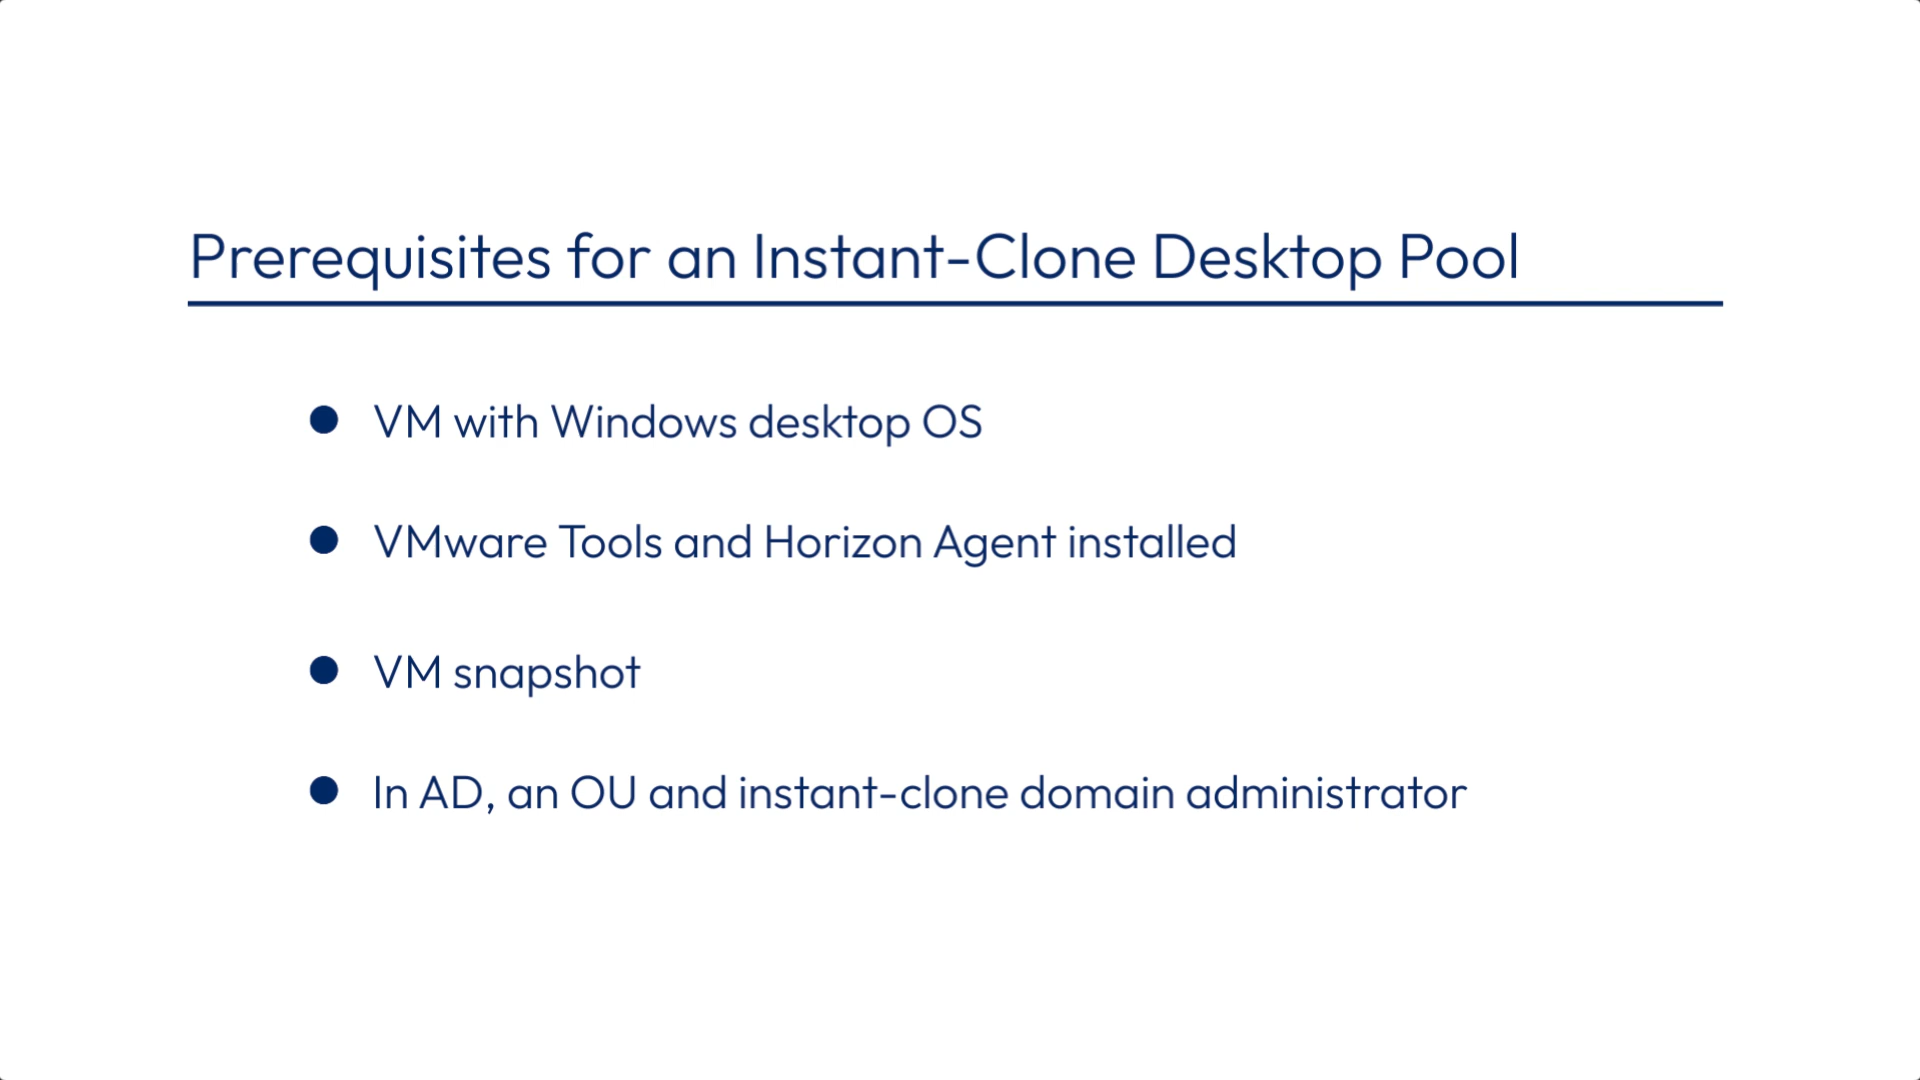 Prerequisites for an Instant-Clone Desktop Pool
● VM with Windows desktop OS
● VMware Tools and Horizon Agent installed
● VM snapshot
● In AD, an OU and instant-clone domain administrator